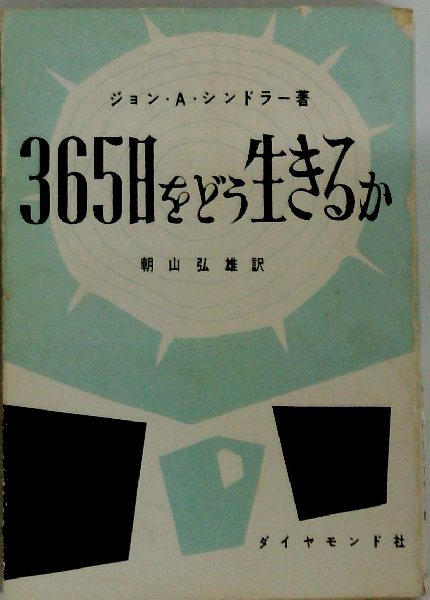 ジョン・A・シンドラー著
365日をどう生きるか
朝山弘雄訳
ダイヤモンド社